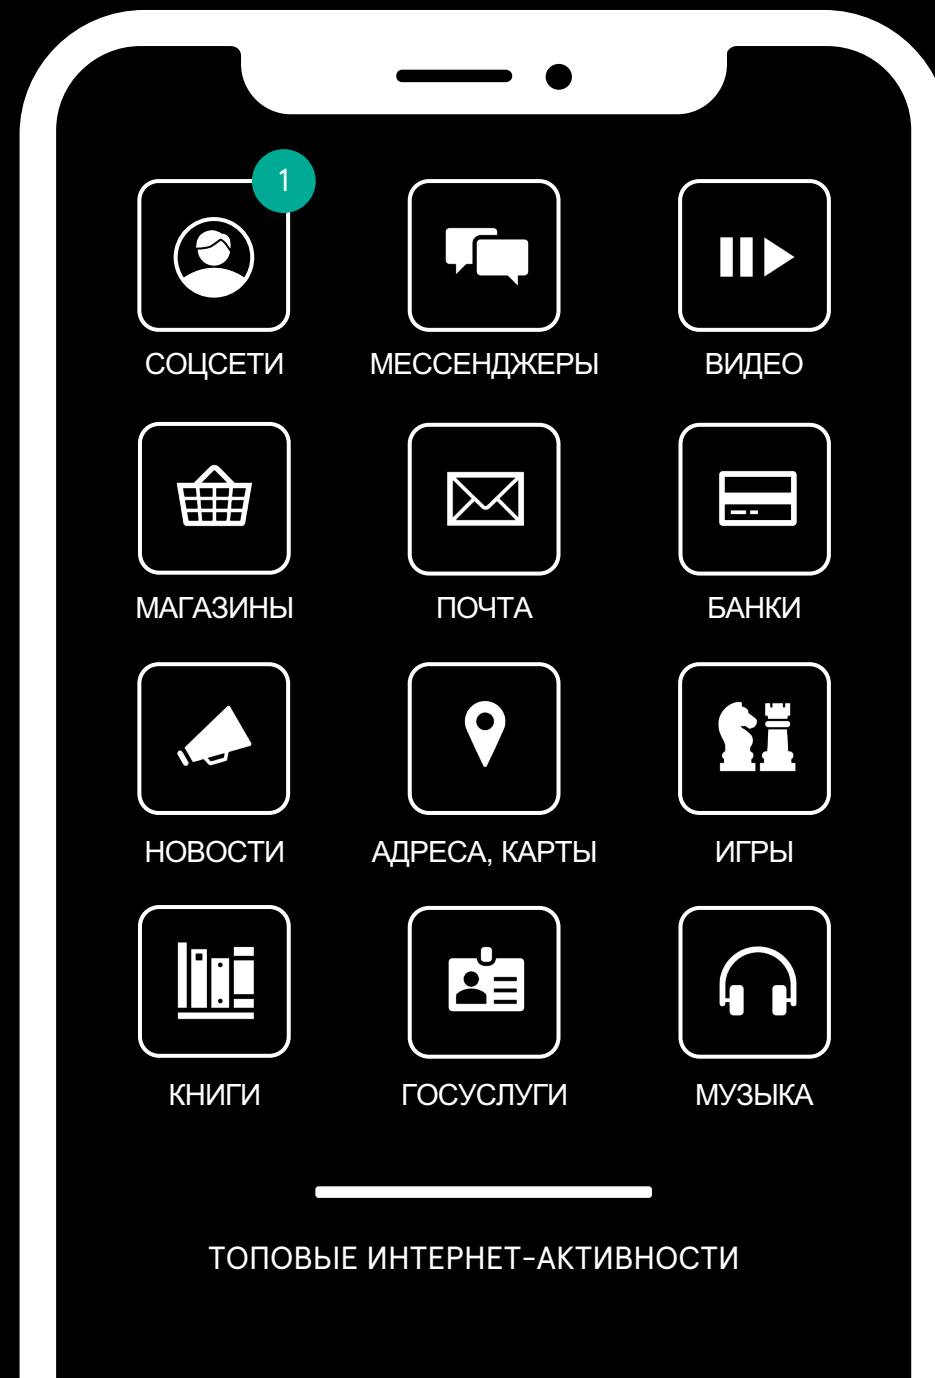 1
СОЦСЕТИ МЕССЕНДЖЕРЫ ВИДЕО
МАГАЗИНЫ ПОЧТА БАНКИ
НОВОСТИ АДРЕСА, КАРТЫ ИГРЫ
КНИГИ ГОСУСЛУГИ МУЗЫКА
ТОПОВЫЕ ИНТЕРНЕТ-АКТИВНОСТИ